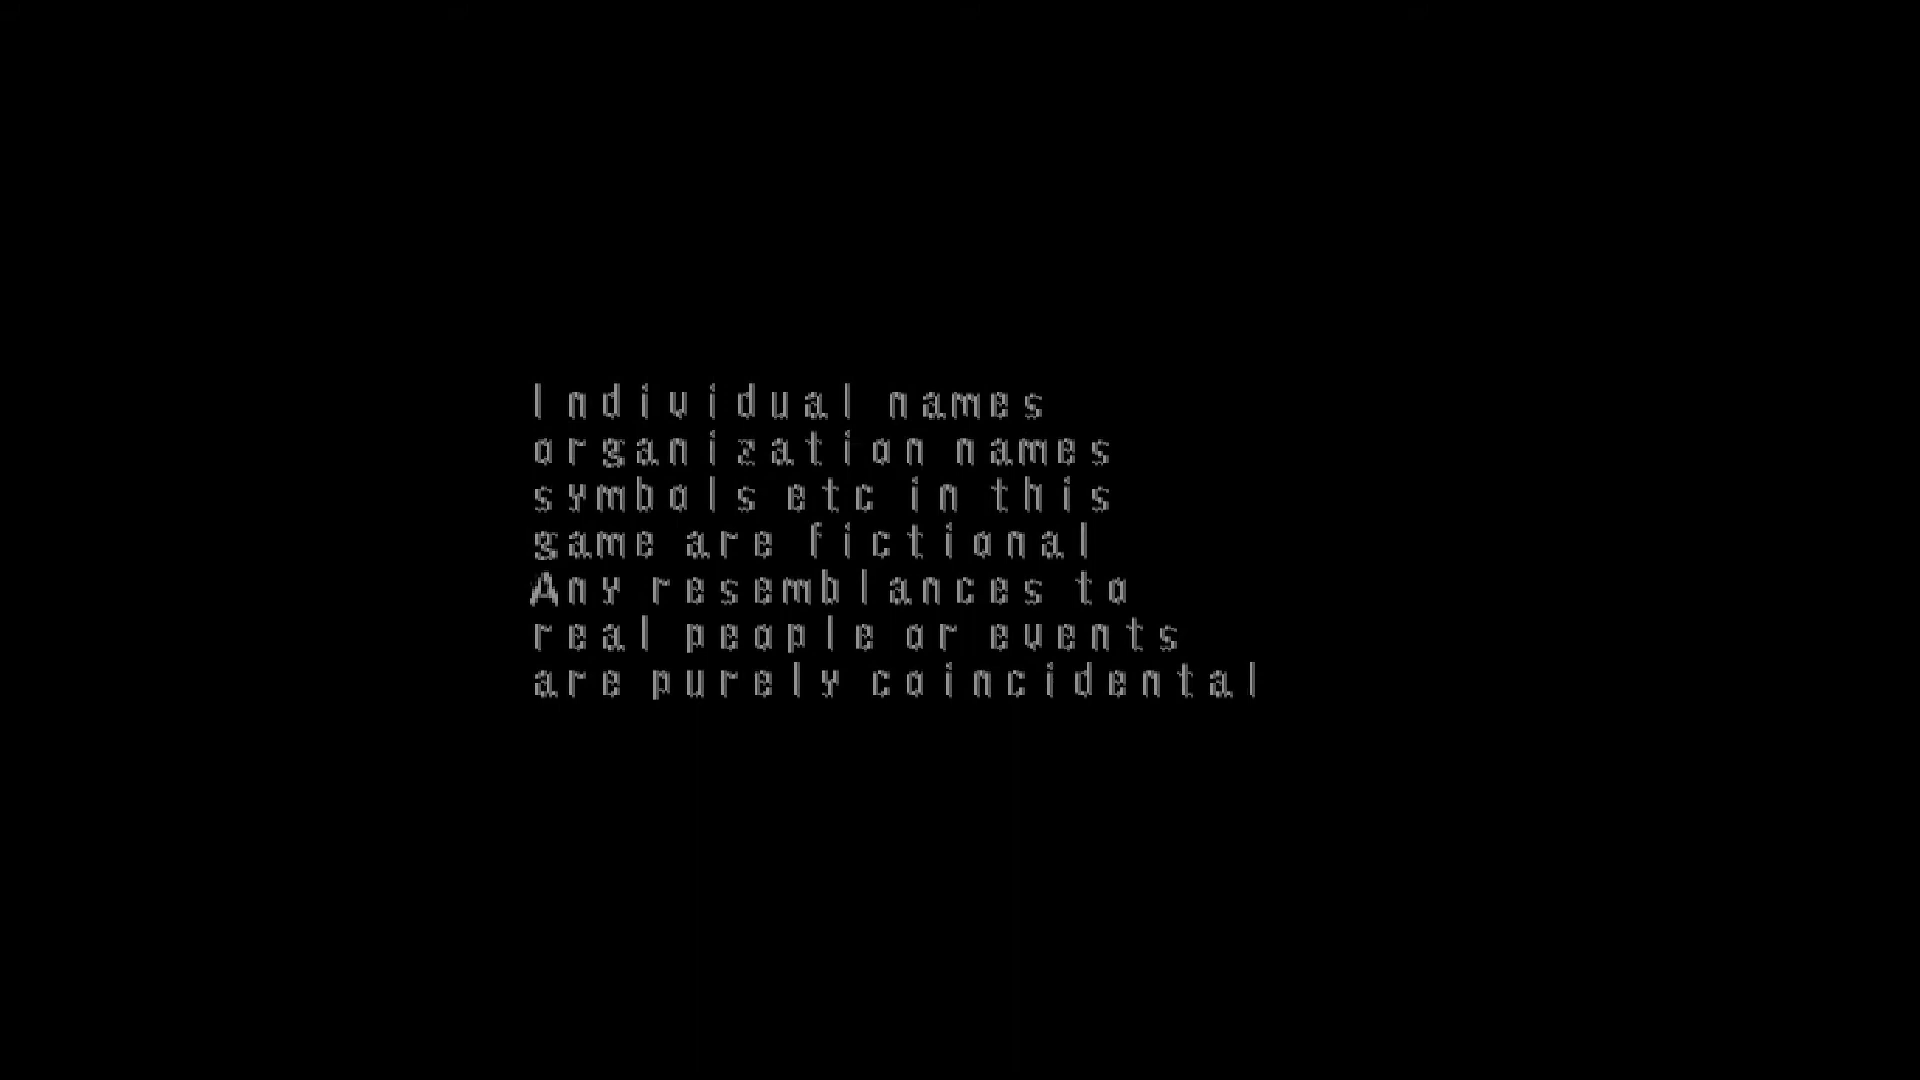 Individual names
organization names
symbols etc in this
game are fictional
Any resemblances to
real people or events
are purely coincidental